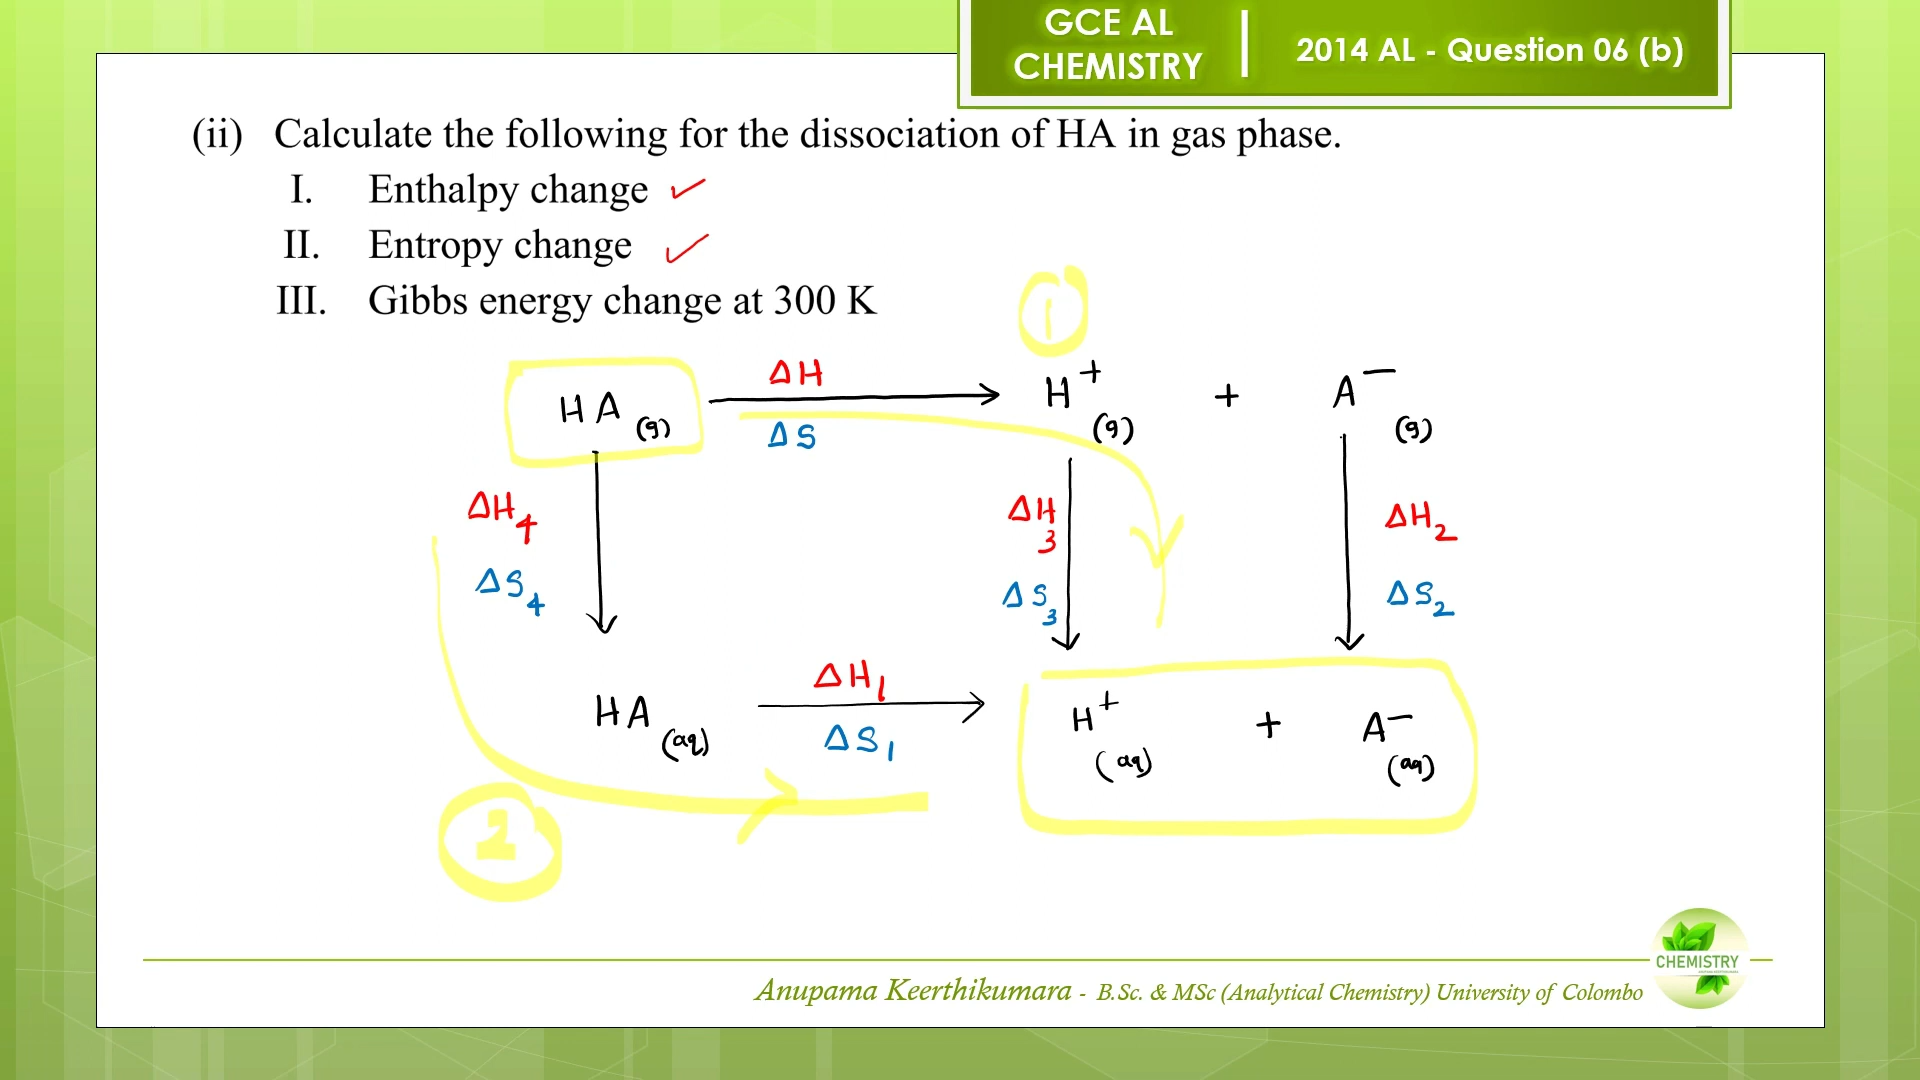 GCE AL
CHEMISTRY
2014 AL - Question 06 (b)
(ii) Calculate the following for the dissociation of HA in gas phase.
I. Enthalpy change
II. Entropy change
III. Gibbs energy change at 300 K
1
HA (g) ΔH ΔS H+ (g) + A− (g)
ΔH4 ΔH3 ΔH2
ΔS4 ΔS3 ΔS2
HA (aq) ΔH1 ΔS1 H+ (aq) + A− (aq)
2
CHEMISTRY
Anupama Keerthikumara - B.Sc. & MSc (Analytical Chemistry) University of Colombo